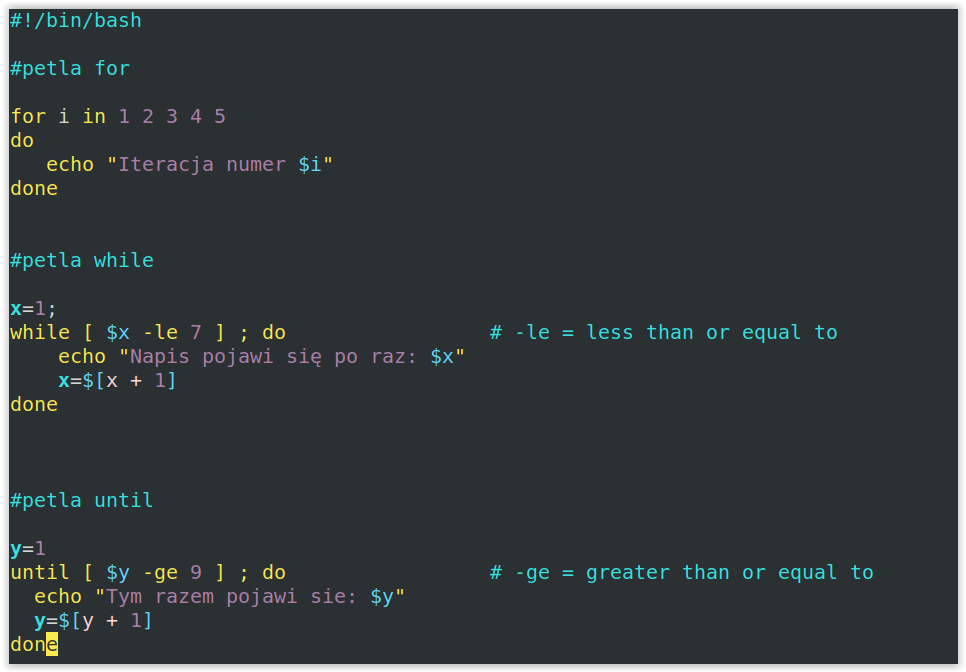 #!/bin/bash
#petla for
for i in 1 2 3 4 5
do
echo "Iteracja numer $i"
done
#petla while
x=1;
while [ $x -le 7 ] ; do # -le = less than or equal to
echo "Napis pojawi się po raz: $x"
x=$[x + 1]
done
#petla until
y=1
until [ $y -ge 9 ] ; do # -ge = greater than or equal to
echo "Tym razem pojawi sie: $y"
y=$[y + 1]
done